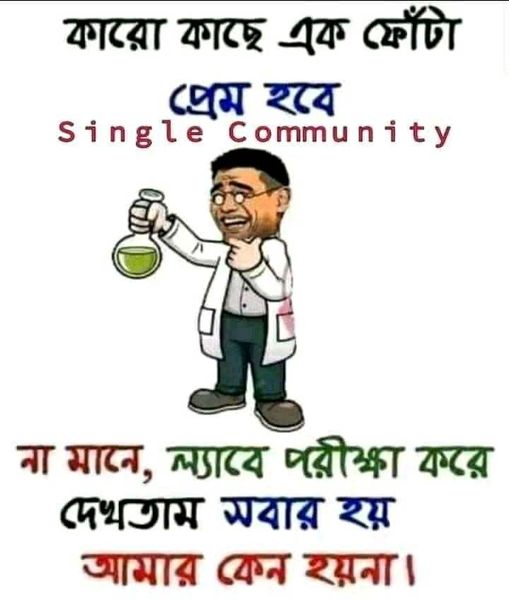 কারো কাছে এক ফোঁটা
প্রেম হবে
Single Community
না মানে, ল্যাবে পরীক্ষা করে
দেখতাম সবার হয়
আমার কেন হয়না।